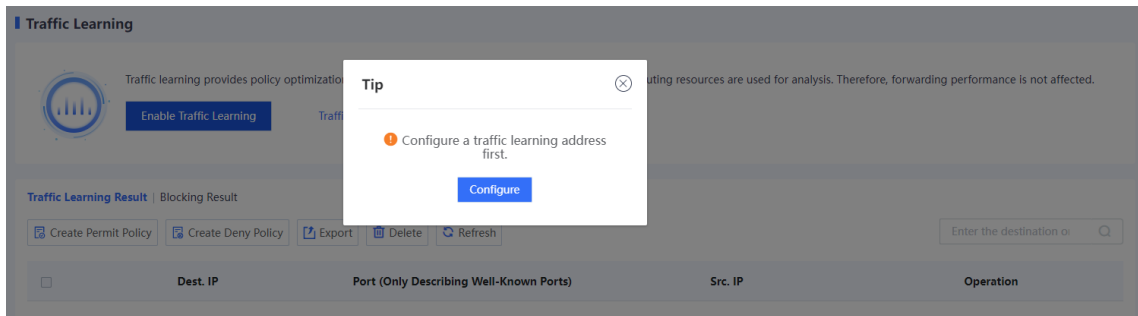 Traffic Learning
Traffic learning provides policy optimization
uting resources are used for analysis. Therefore, forwarding performance is not affected.
Enable Traffic Learning
Traffi
Tip
Configure a traffic learning address
first.
Configure
Traffic Learning Result | Blocking Result
Create Permit Policy Create Deny Policy Export Delete Refresh
Enter the destination o
Dest. IP Port (Only Describing Well-Known Ports) Src. IP Operation